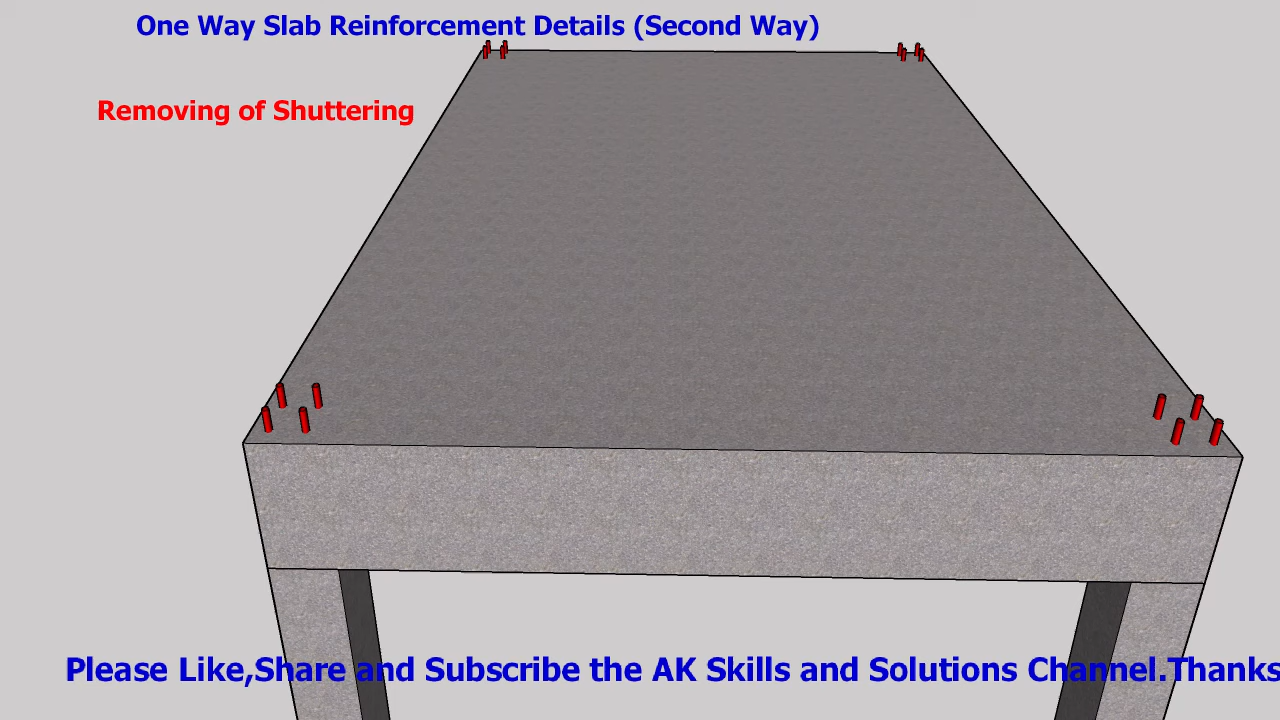 One Way Slab Reinforcement Details (Second Way)
Removing of Shuttering
Please Like,Share and Subscribe the AK Skills and Solutions Channel.Thanks